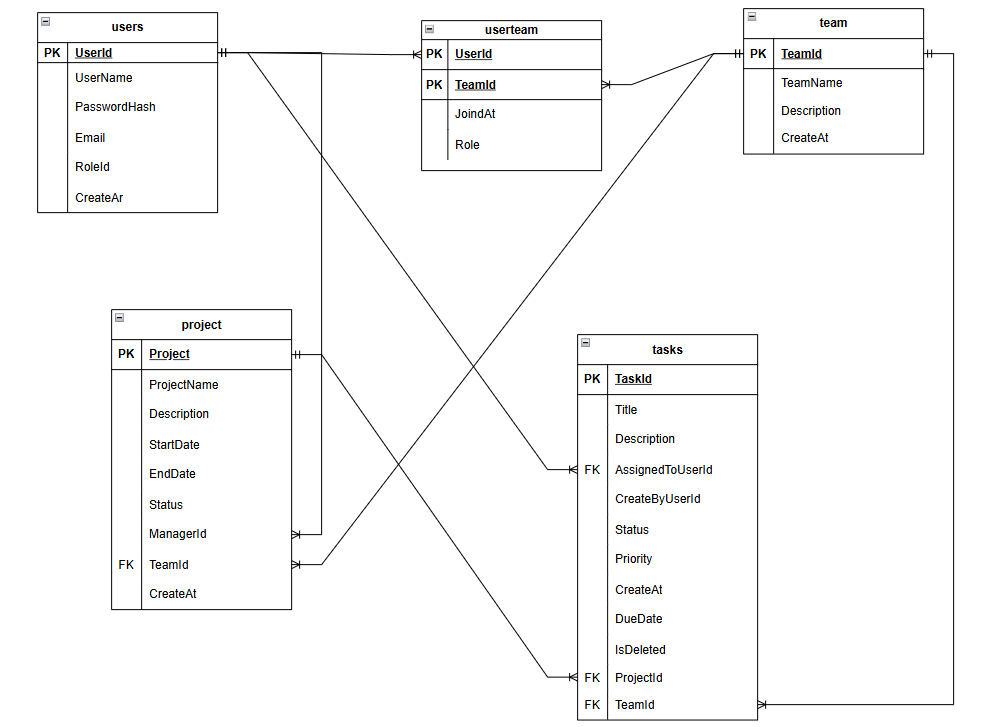 users
PK UserId
UserName
PasswordHash
Email
RoleId
CreateAr
userteam
PK UserId
PK TeamId
JoindAt
Role
team
PK TeamId
TeamName
Description
CreateAt
project
PK Project
ProjectName
Description
StartDate
EndDate
Status
ManagerId
FK TeamId
CreateAt
tasks
PK TaskId
Title
Description
FK AssignedToUserId
CreateByUserId
Status
Priority
CreateAt
DueDate
IsDeleted
FK ProjectId
FK TeamId